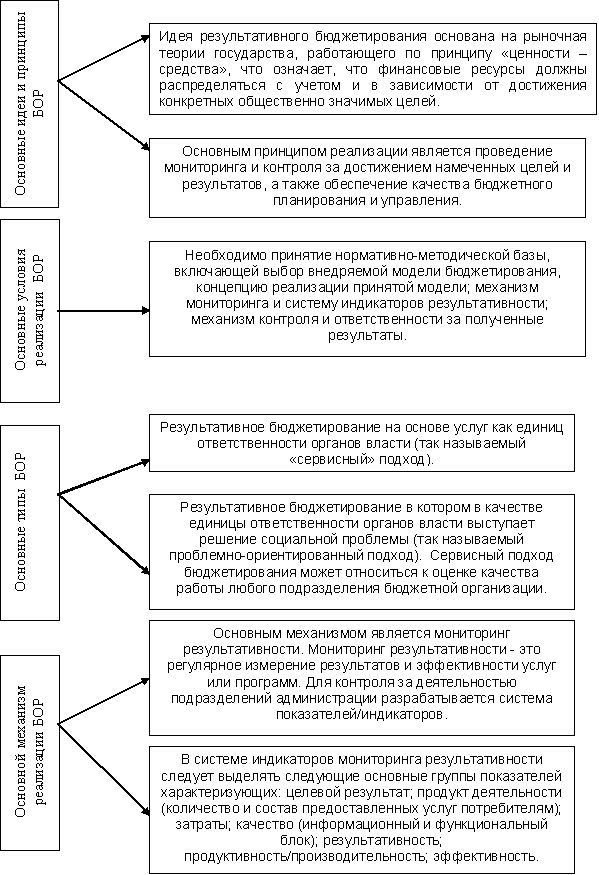 Основные идеи и принципы
БОР
Идея результативного бюджетирования основана на рыночная
теории государства, работающего по принципу «ценности –
средства», что означает, что финансовые ресурсы должны
распределяться с учетом и в зависимости от достижения
конкретных общественно значимых целей.
Основным принципом реализации является проведение
мониторинга и контроля за достижением намеченных целей и
результатов, а также обеспечение качества бюджетного
планирования и управления.
Основные условия
реализации БОР
Необходимо принятие нормативно-методической базы,
включающей выбор внедряемой модели бюджетирования,
концепцию реализации принятой модели; механизм
мониторинга и систему индикаторов результативности;
механизм контроля и ответственности за полученные
результаты.
Основные типы БОР
Результативное бюджетирование на основе услуг как единиц
ответственности органов власти (так называемый
«сервисный» подход).
Результативное бюджетирование в котором в качестве
единицы ответственности органов власти выступает
решение социальной проблемы (так называемый
проблемно-ориентированный подход). Сервисный подход
бюджетирования может относиться к оценке качества
работы любого подразделения бюджетной организации.
Основной механизм
реализации БОР
Основным механизмом является мониторинг
результативности. Мониторинг результативности - это
регулярное измерение результатов и эффективности услуг
или программ. Для контроля за деятельностью
подразделений администрации разрабатывается система
показателей/индикаторов.
В системе индикаторов мониторинга результативности
следует выделять следующие основные группы показателей
характеризующих: целевой результат; продукт деятельности
(количество и состав предоставленных услуг потребителям);
затраты; качество (информационный и функциональный
блок); результативность;
продуктивность/производительность; эффективность.